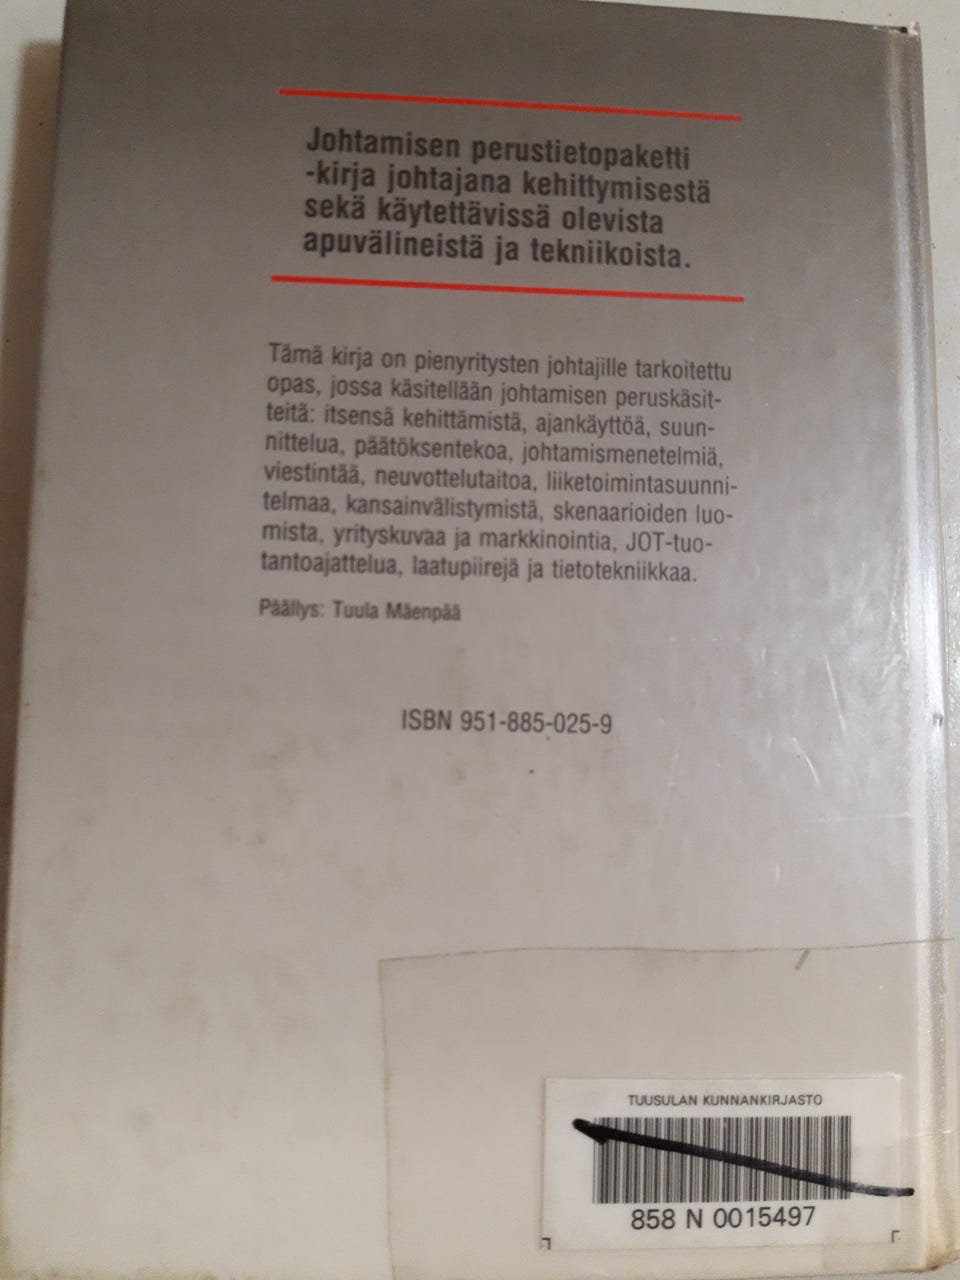 Johtamisen perustietopaketti
-kirja johtajana kehittymisestä
sekä käytettävissä olevista
apuvälineistä ja tekniikoista.
Tämä kirja on pienyritysten johtajille tarkoitettu
opas, jossa käsitellään johtamisen peruskäsit-
teitä: itsensä kehittämistä, ajankäyttöä, suun-
nittelua, päätöksentekoa, johtamismenetelmiä,
viestintää, neuvottelutaitoa, liiketoimintasuunni-
telmaa, kansainvälistymistä, skenaarioiden luo-
mista, yrityskuvaa ja markkinointia, JOT-tuo-
tantoajattelua, laatupiirejä ja tietotekniikkaa.
Päällys: Tuula Mäenpää
ISBN 951-885-025-9
TUUSULAN KUNNANKIRJASTO
858 N 0015497